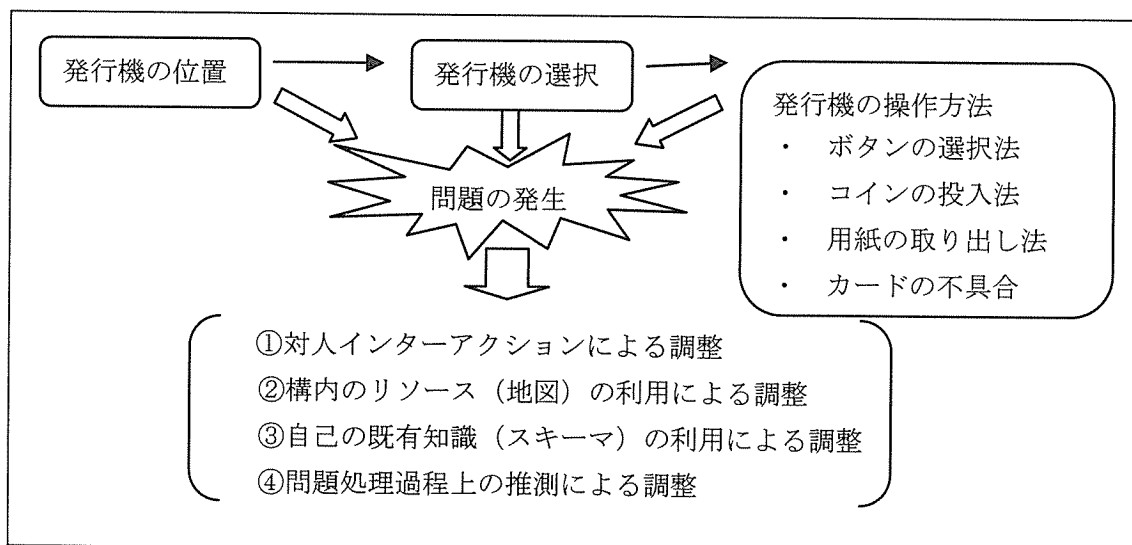 発行機の位置
発行機の選択
発行機の操作方法
・ ボタンの選択法
・ コインの投入法
・ 用紙の取り出し法
・ カードの不具合
問題の発生
①対人インターアクションによる調整
②構内のリソース（地図）の利用による調整
③自己の既有知識（スキーマ）の利用による調整
④問題処理過程上の推測による調整